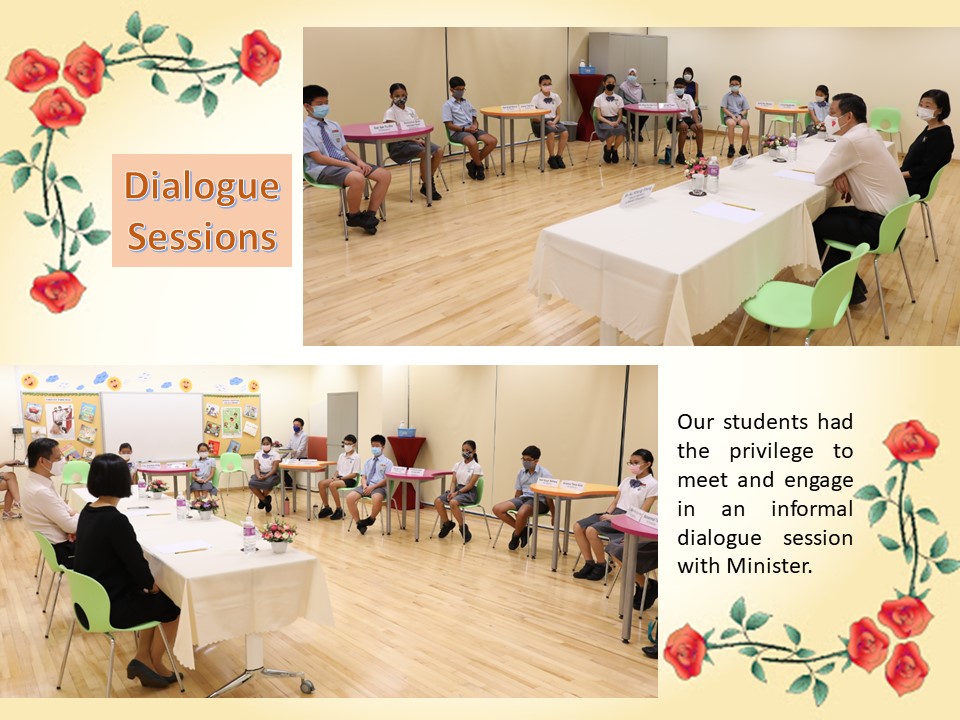 Dialogue
Sessions
Our students had
the privilege to
meet and engage
in an informal
dialogue session
with Minister.